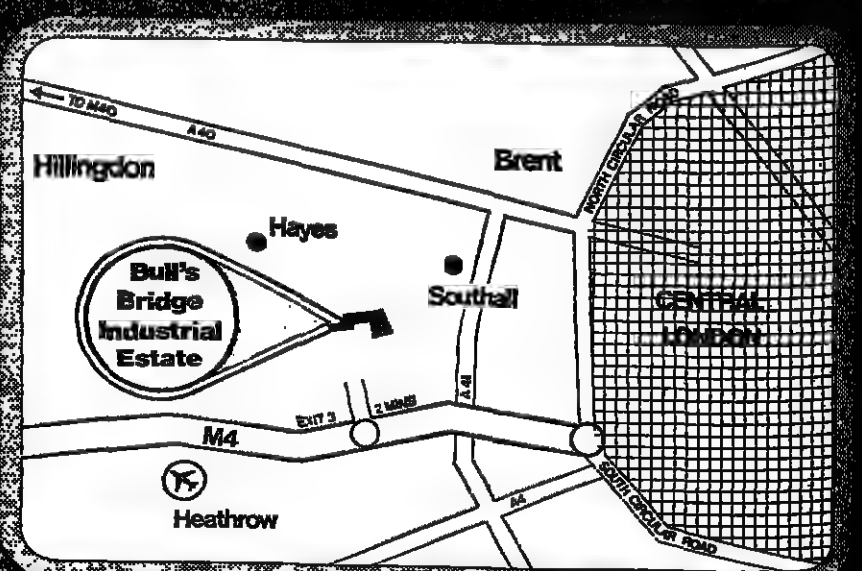 TO M40
A40
Hillingdon
Brent
NORTH CIRCULAR ROAD
Hayes
Southall
Bull's
Bridge
Industrial
Estate
CENTRAL
LONDON
EXIT 3
2 MINS
M4
Heathrow
A4
SOUTH CIRCULAR ROAD